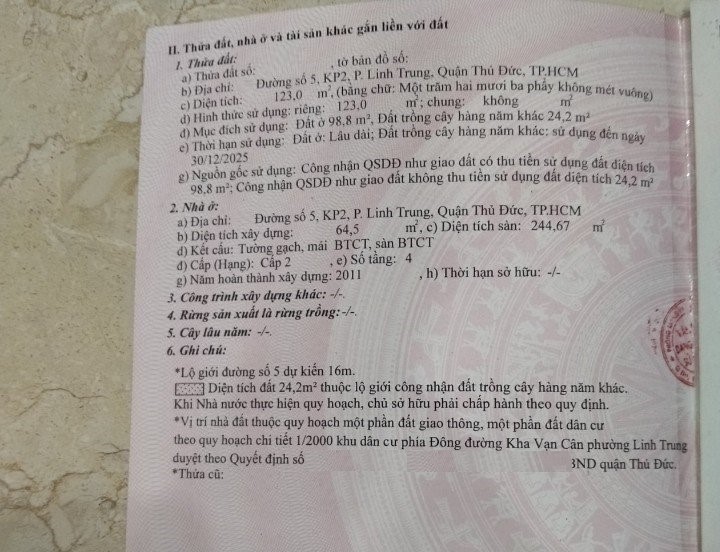 II. Thửa đất, nhà ở và tài sản khác gắn liền với đất
1. Thửa đất:
a) Thửa đất số: , tờ bản đồ số:
b) Địa chỉ: Đường số 5, KP2, P. Linh Trung, Quận Thủ Đức, TP.HCM
c) Diện tích: 123,0 m², (bằng chữ: Một trăm hai mươi ba phẩy không mét vuông)
d) Hình thức sử dụng: riêng: 123,0 m²; chung: không m²
đ) Mục đích sử dụng: Đất ở 98,8 m², Đất trồng cây hàng năm khác 24,2 m²
e) Thời hạn sử dụng: Đất ở: Lâu dài; Đất trồng cây hàng năm khác: sử dụng đến ngày
30/12/2025
g) Nguồn gốc sử dụng: Công nhận QSDĐ như giao đất có thu tiền sử dụng đất diện tích
98,8 m²; Công nhận QSDĐ như giao đất không thu tiền sử dụng đất diện tích 24,2 m²
2. Nhà ở:
a) Địa chỉ: Đường số 5, KP2, P. Linh Trung, Quận Thủ Đức, TP.HCM
b) Diện tích xây dựng: 64,5 m², c) Diện tích sàn: 244,67 m²
d) Kết cấu: Tường gạch, mái BTCT, sàn BTCT
đ) Cấp (Hạng): Cấp 2 , e) Số tầng: 4
g) Năm hoàn thành xây dựng: 2011 , h) Thời hạn sở hữu: -/-
3. Công trình xây dựng khác: -/-.
4. Rừng sản xuất là rừng trồng: -/-.
5. Cây lâu năm: -/-.
6. Ghi chú:
*Lộ giới đường số 5 dự kiến 16m.
Diện tích đất 24,2m² thuộc lộ giới công nhận đất trồng cây hàng năm khác.
Khi Nhà nước thực hiện quy hoạch, chủ sở hữu phải chấp hành theo quy định.
*Vị trí nhà đất thuộc quy hoạch một phần đất giao thông, một phần đất dân cư
theo quy hoạch chi tiết 1/2000 khu dân cư phía Đông đường Kha Vạn Cân phường Linh Trung
duyệt theo Quyết định số BND quận Thủ Đức.
*Thửa cũ: